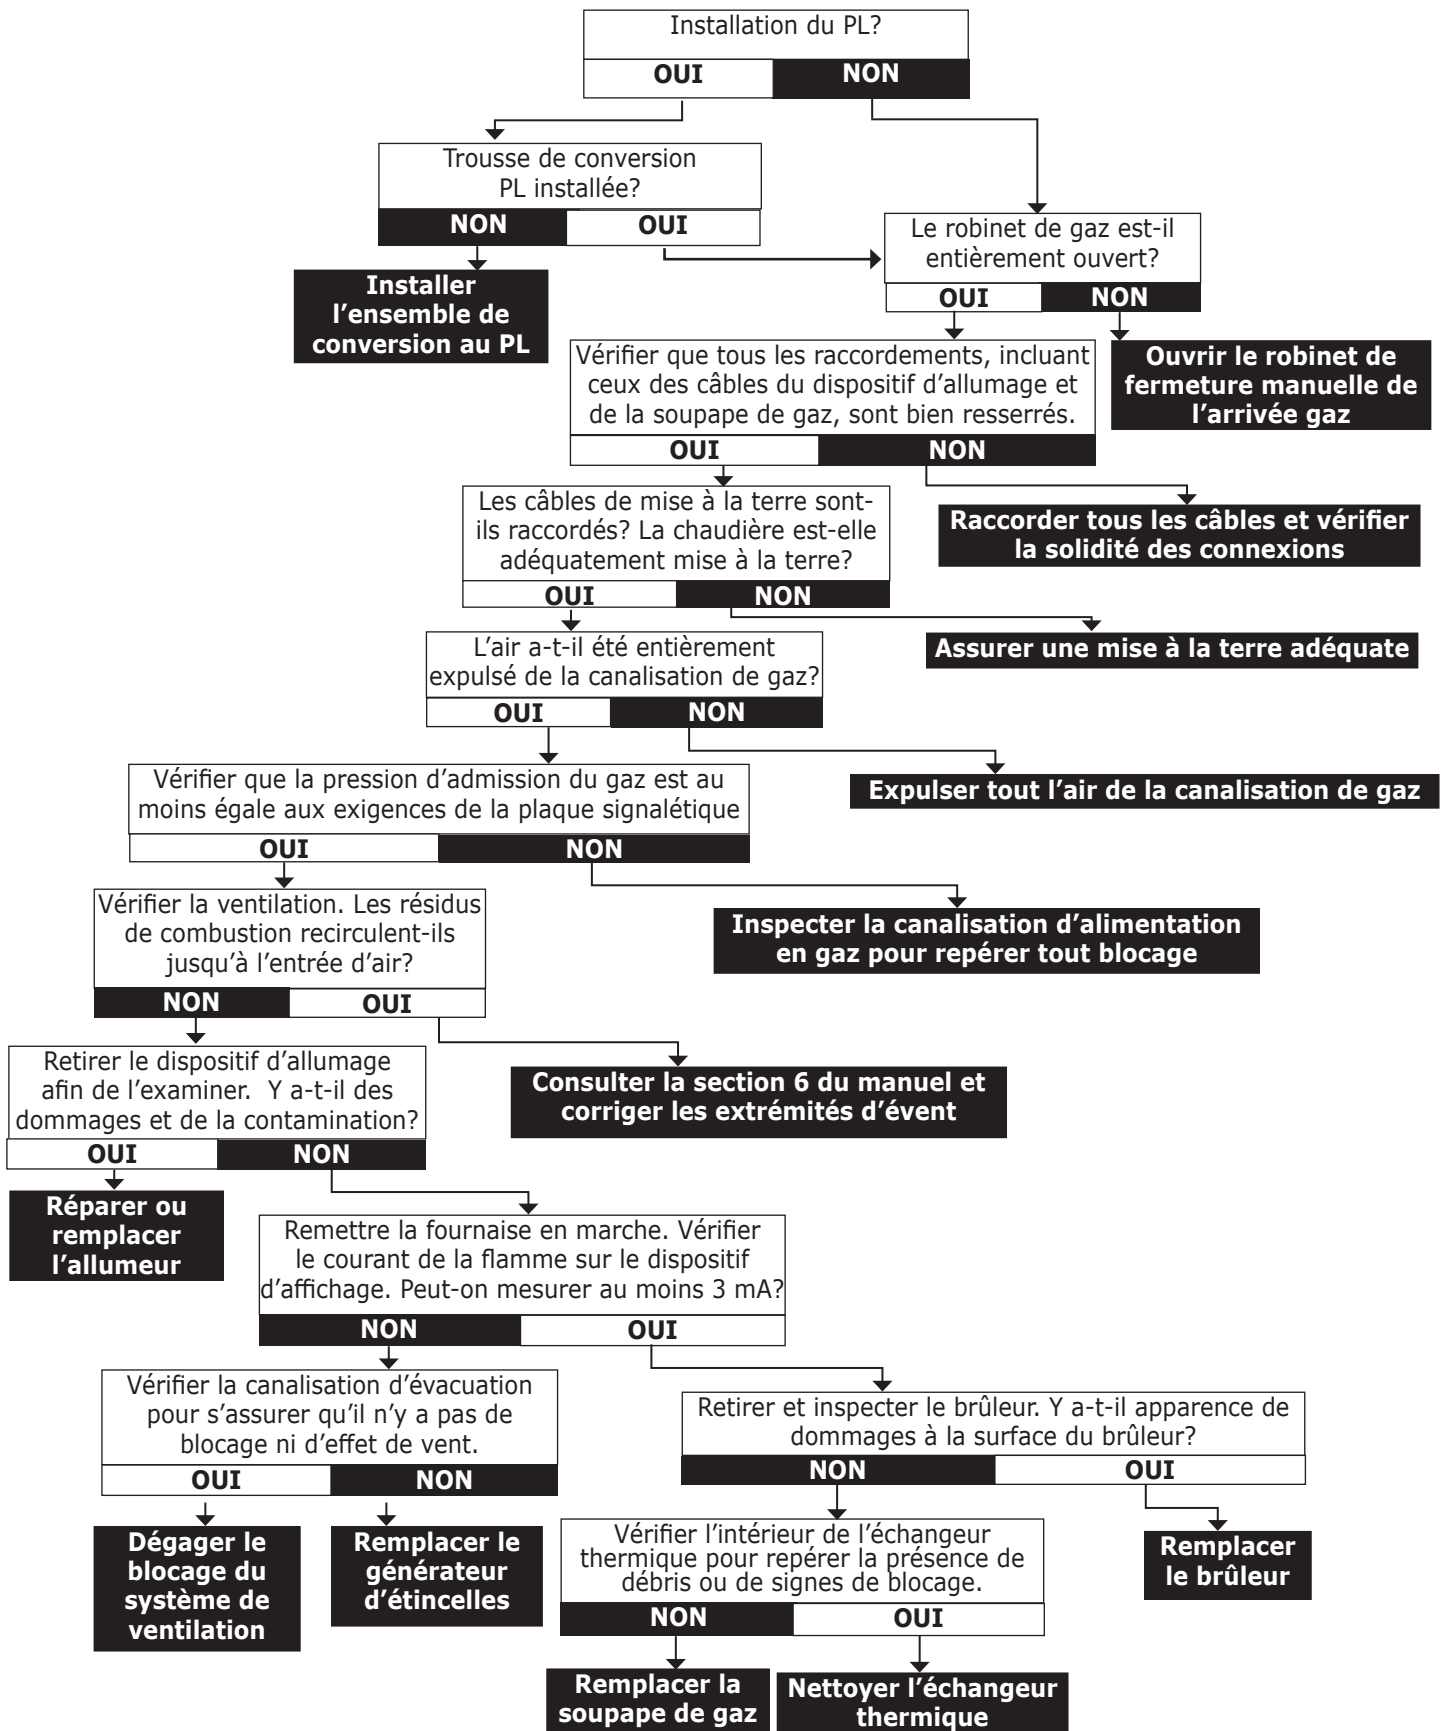 Installation du PL?
OUI
NON
Trousse de conversion
PL installée?
NON
OUI
Le robinet de gaz est-il
entièrement ouvert?
OUI
NON
Installer
l'ensemble de
conversion au PL
Ouvrir le robinet de
fermeture manuelle de
l'arrivée gaz
Vérifier que tous les raccordements, incluant
ceux des câbles du dispositif d'allumage et
de la soupape de gaz, sont bien resserrés.
OUI
NON
Raccorder tous les câbles et vérifier
la solidité des connexions
Les câbles de mise à la terre sont-
ils raccordés? La chaudière est-elle
adéquatement mise à la terre?
OUI
NON
Assurer une mise à la terre adéquate
L'air a-t-il été entièrement
expulsé de la canalisation de gaz?
OUI
NON
Expulser tout l'air de la canalisation de gaz
Vérifier que la pression d'admission du gaz est au
moins égale aux exigences de la plaque signalétique
OUI
NON
Inspecter la canalisation d'alimentation
en gaz pour repérer tout blocage
Vérifier la ventilation. Les résidus
de combustion recirculent-ils
jusqu'à l'entrée d'air?
NON
OUI
Consulter la section 6 du manuel et
corriger les extrémités d'évent
Retirer le dispositif d'allumage
afin de l'examiner. Y a-t-il des
dommages et de la contamination?
OUI
NON
Réparer ou
remplacer
l'allumeur
Remettre la fournaise en marche. Vérifier
le courant de la flamme sur le dispositif
d'affichage. Peut-on mesurer au moins 3 mA?
NON
OUI
Vérifier la canalisation d'évacuation
pour s'assurer qu'il n'y a pas de
blocage ni d'effet de vent.
OUI
NON
Dégager le
blocage du
système de
ventilation
Remplacer le
générateur
d'étincelles
Retirer et inspecter le brûleur. Y a-t-il apparence de
dommages à la surface du brûleur?
NON
OUI
Remplacer
le brûleur
Vérifier l'intérieur de l'échangeur
thermique pour repérer la présence de
débris ou de signes de blocage.
NON
OUI
Remplacer la
soupape de gaz
Nettoyer l'échangeur
thermique